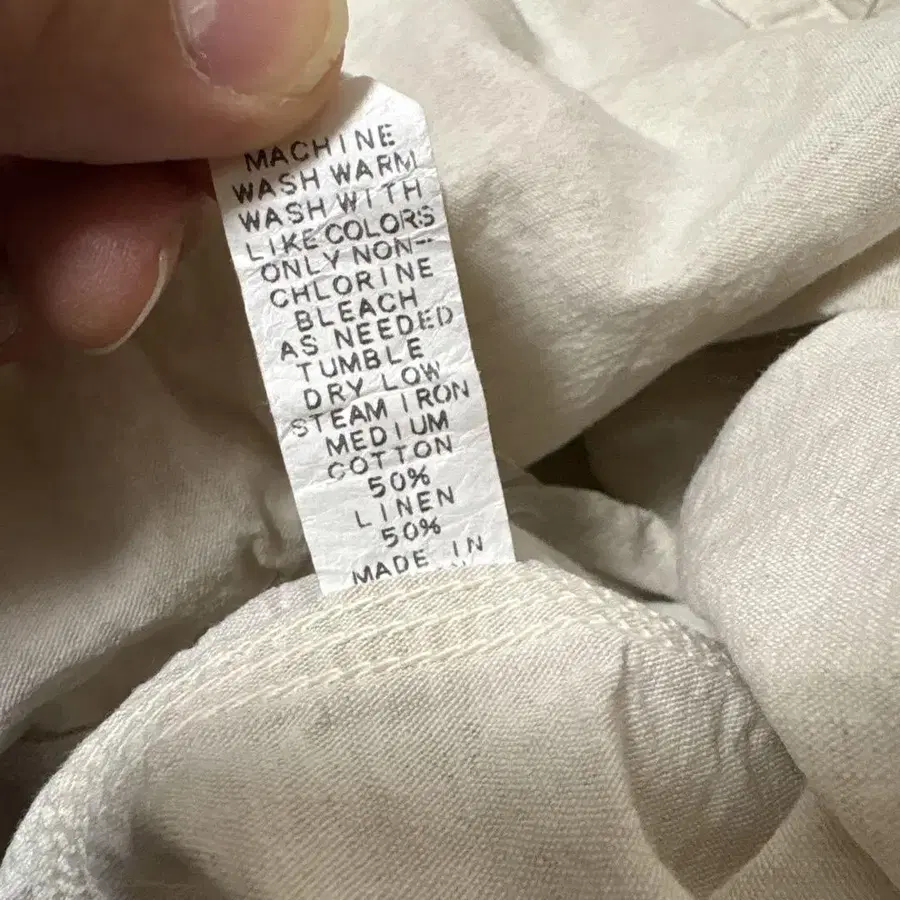 MACHINE
WASH WARM
WASH WITH
LIKE COLORS
ONLY NON-
CHLORINE
BLEACH
AS NEEDED
TUMBLE
DRY LOW
STEAM IRON
MEDIUM
COTTON
50%
LINEN
50%
MADE IN